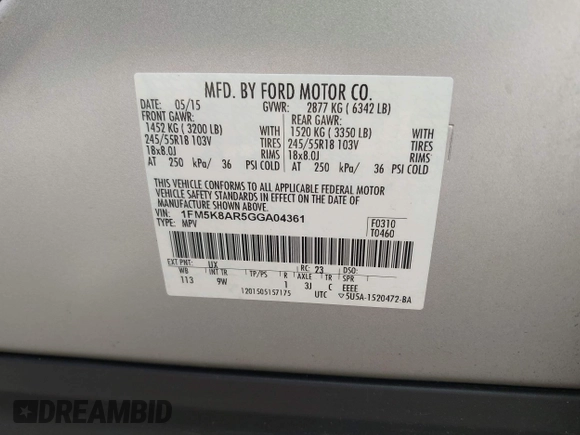 MFD. BY FORD MOTOR CO.
DATE: 05/15 GVWR: 2877 KG ( 6342 LB)
FRONT GAWR: REAR GAWR:
1452 KG ( 3200 LB) WITH 1520 KG ( 3350 LB) WITH
245/55R18 103V TIRES 245/55R18 103V TIRES
18x8.0J RIMS 18x8.0J RIMS
AT 250 kPa/ 36 PSI COLD AT 250 kPa/ 36 PSI COLD
THIS VEHICLE CONFORMS TO ALL APPLICABLE FEDERAL MOTOR
VEHICLE SAFETY STANDARDS IN EFFECT ON THE DATE OF
MANUFACTURE SHOWN ABOVE.
VIN: 1FM5K8AR5GGA04361 F0310
TYPE: MPV T0460
EXT PNT: UX RC: 23 DSO:
WB INT TR TP/PS R AXLE TR SPR
113 9W 1 3J C EEEE
1201505157175 UTC ▽5U5A-1520472-BA
DREAMBID